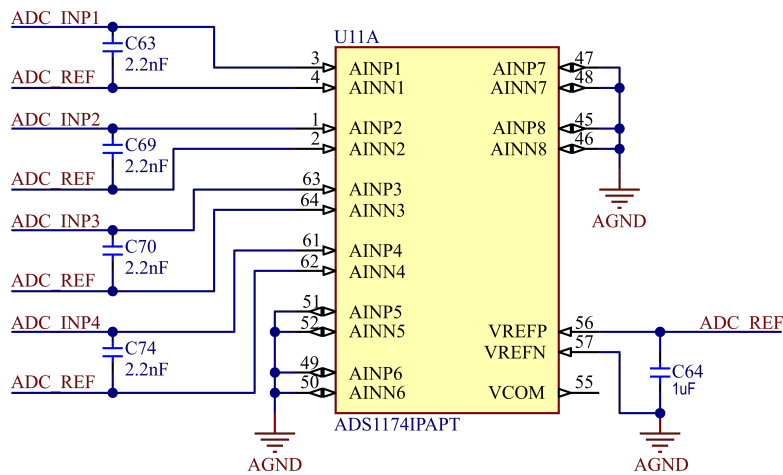 ADC_INP1
C63
2.2nF
ADC_REF
ADC_INP2
C69
2.2nF
ADC_REF
ADC_INP3
C70
2.2nF
ADC_REF
ADC_INP4
C74
2.2nF
ADC_REF
U11A
3 AINP1
4 AINN1
1 AINP2
2 AINN2
63 AINP3
64 AINN3
61 AINP4
62 AINN4
51 AINP5
52 AINN5
49 AINP6
50 AINN6
AGND
AINP7 47
AINN7 48
AINP8 45
AINN8 46
AGND
VREFP 56
VREFN 57
VCOM 55
ADC_REF
C64
1uF
AGND
ADS1174IPAPT